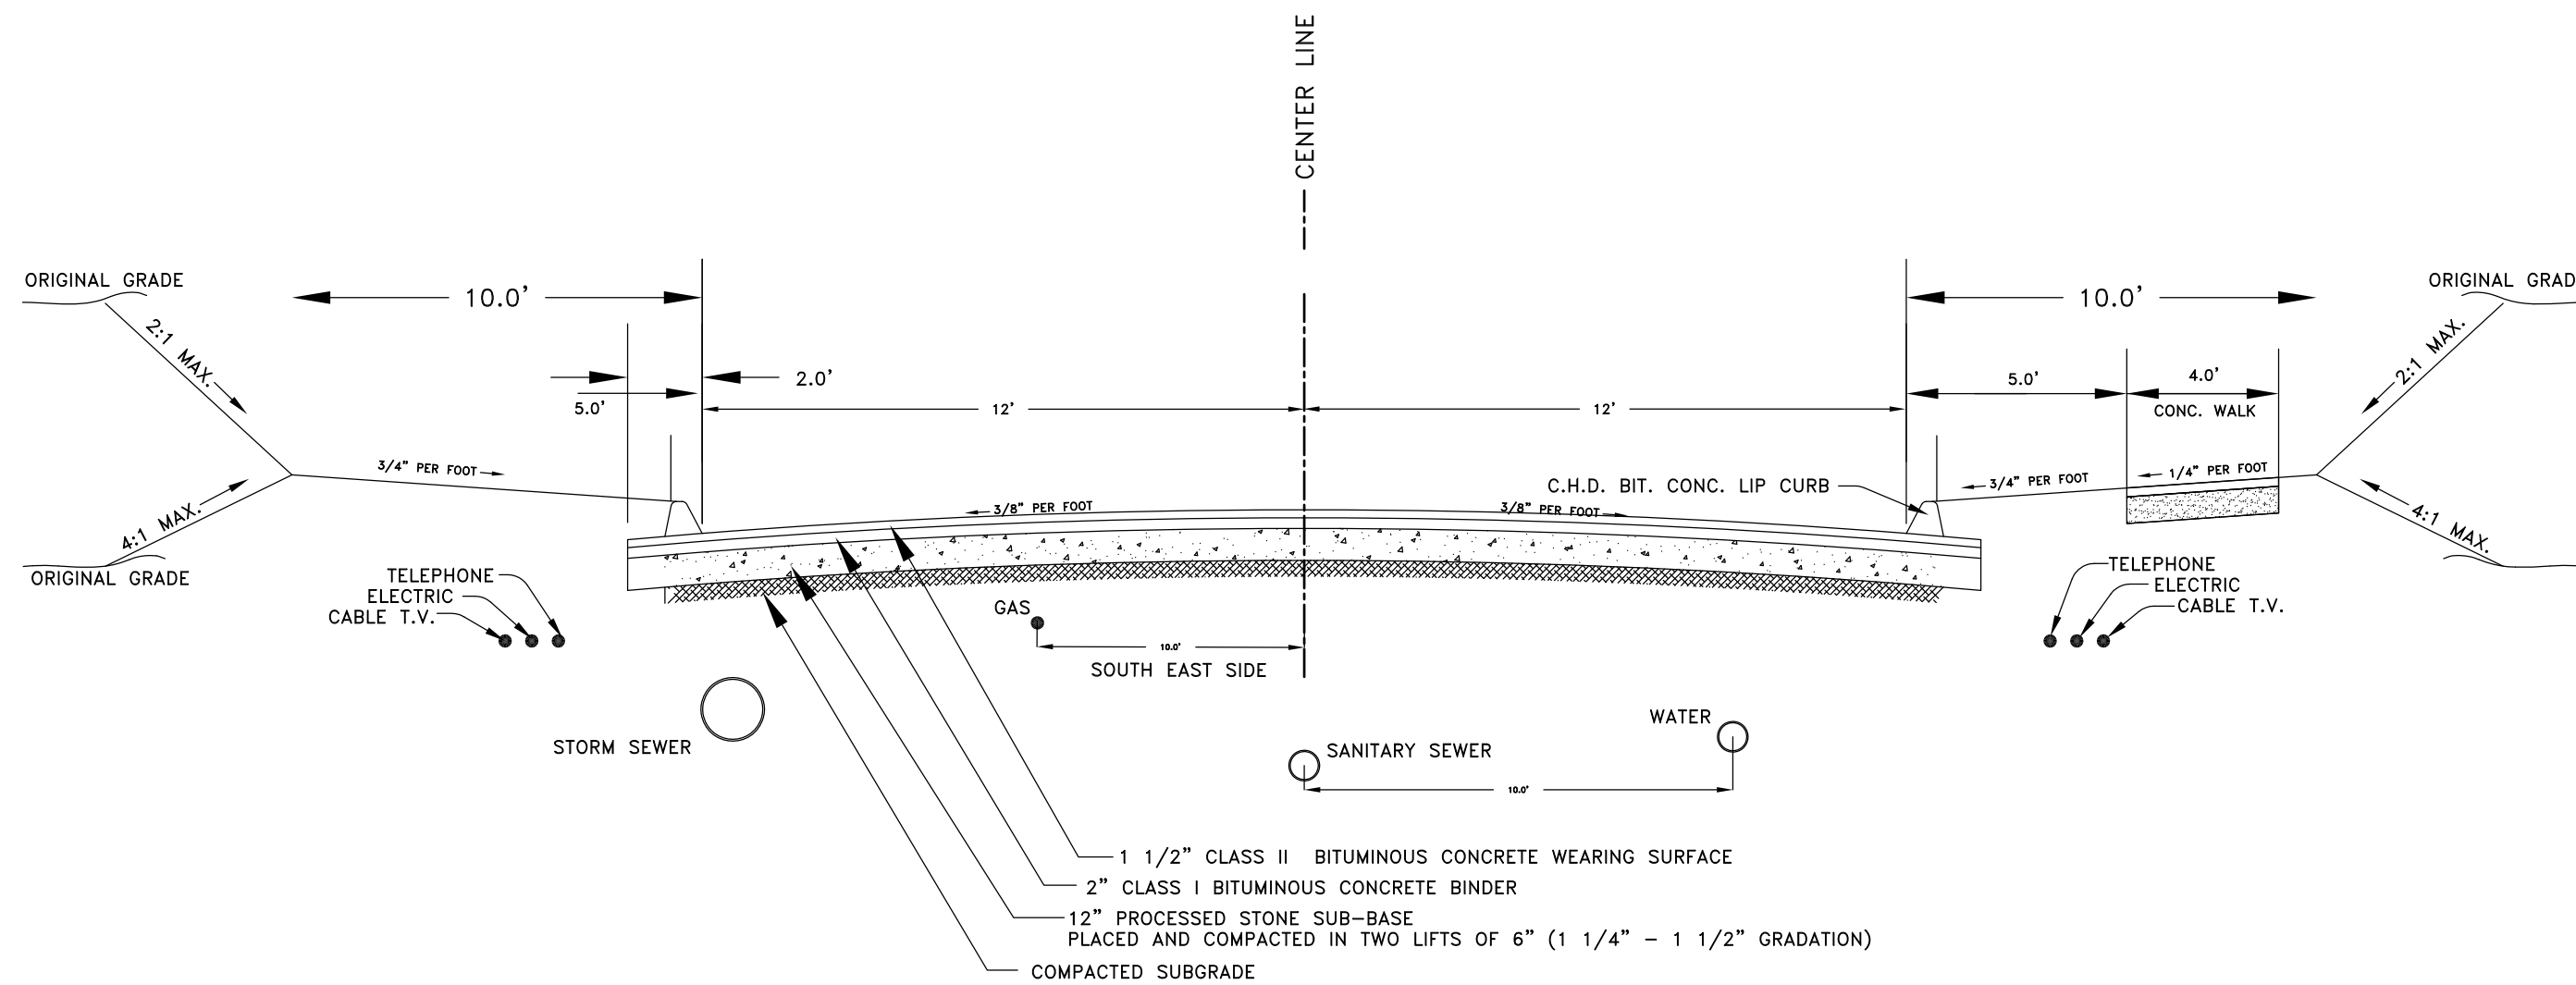 CENTER LINE
ORIGINAL GRADE
ORIGINAL GRAD
10.0'
10.0'
2:1 MAX.
2:1 MAX.
2.0'
5.0'
12'
12'
5.0'
4.0'
CONC. WALK
3/4" PER FOOT
3/8" PER FOOT
3/8" PER FOOT
C.H.D. BIT. CONC. LIP CURB
3/4" PER FOOT
1/4" PER FOOT
4:1 MAX.
4:1 MAX.
ORIGINAL GRADE
TELEPHONE
ELECTRIC
CABLE T.V.
GAS
10.0'
SOUTH EAST SIDE
TELEPHONE
ELECTRIC
CABLE T.V.
STORM SEWER
SANITARY SEWER
WATER
10.0'
1 1/2" CLASS II BITUMINOUS CONCRETE WEARING SURFACE
2" CLASS I BITUMINOUS CONCRETE BINDER
12" PROCESSED STONE SUB-BASE
PLACED AND COMPACTED IN TWO LIFTS OF 6" (1 1/4" - 1 1/2" GRADATION)
COMPACTED SUBGRADE